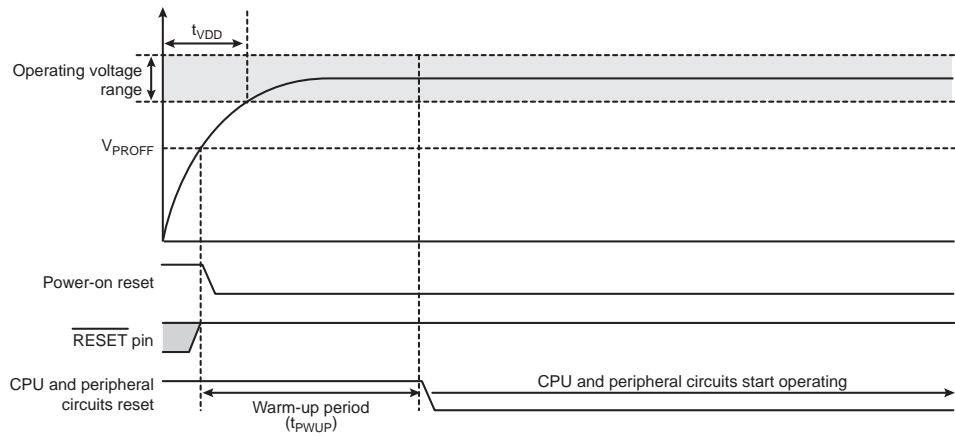 tVDD
Operating voltage
range
VPROFF
Power-on reset
RESET pin
CPU and peripheral
circuits reset
Warm-up period
(tPWUP)
CPU and peripheral circuits start operating